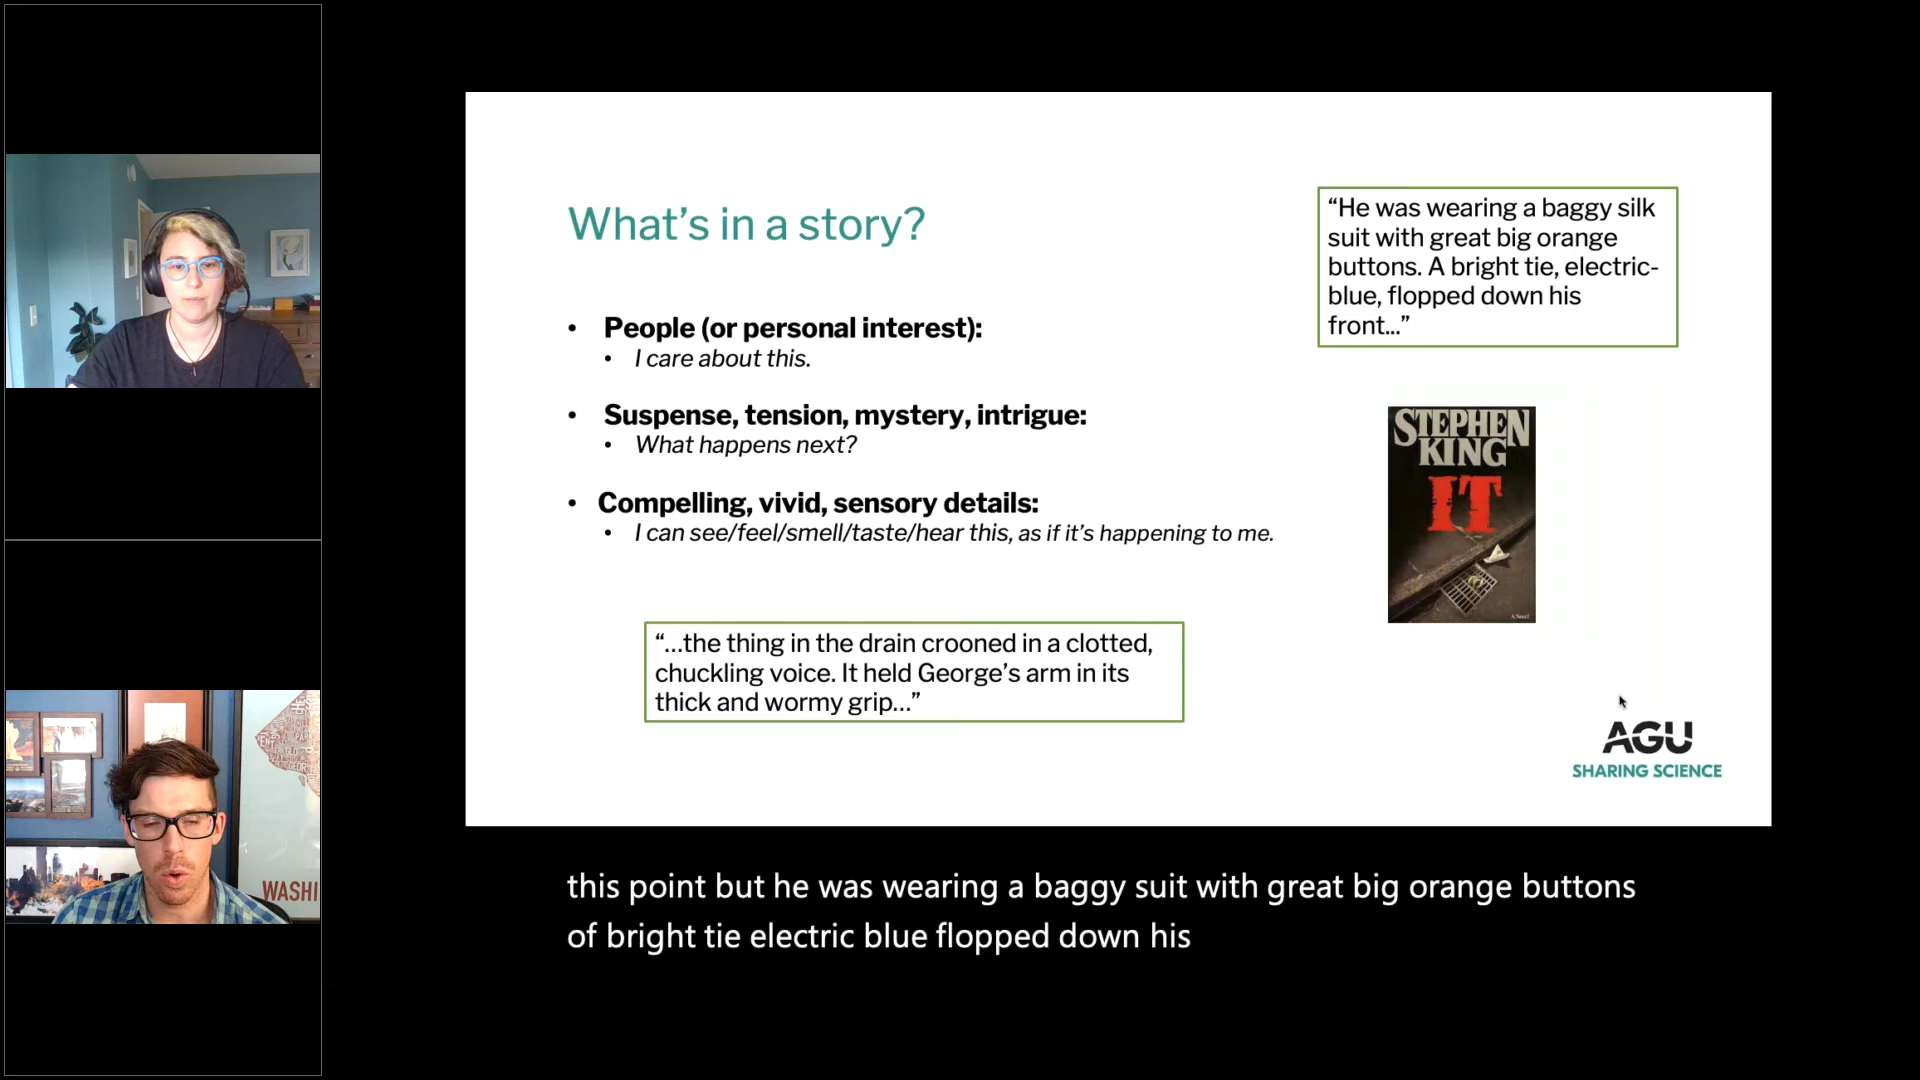 What's in a story?
• People (or personal interest):
• I care about this.
• Suspense, tension, mystery, intrigue:
• What happens next?
• Compelling, vivid, sensory details:
• I can see/feel/smell/taste/hear this, as if it's happening to me.
“...the thing in the drain crooned in a clotted,
chuckling voice. It held George's arm in its
thick and wormy grip...”
“He was wearing a baggy silk
suit with great big orange
buttons. A bright tie, electric-
blue, flopped down his
front...”
STEPHEN
KING
IT
A Novel
AGU
SHARING SCIENCE
this point but he was wearing a baggy suit with great big orange buttons
of bright tie electric blue flopped down his
WASHI